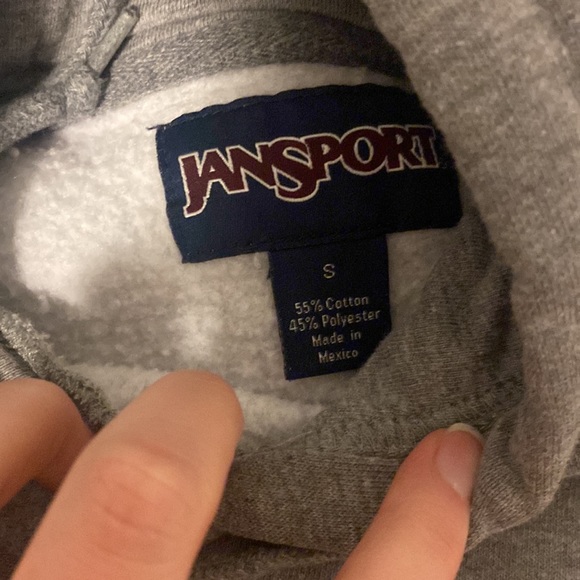 JANSPORT
S
55% Cotton
45% Polyester
Made in
Mexico